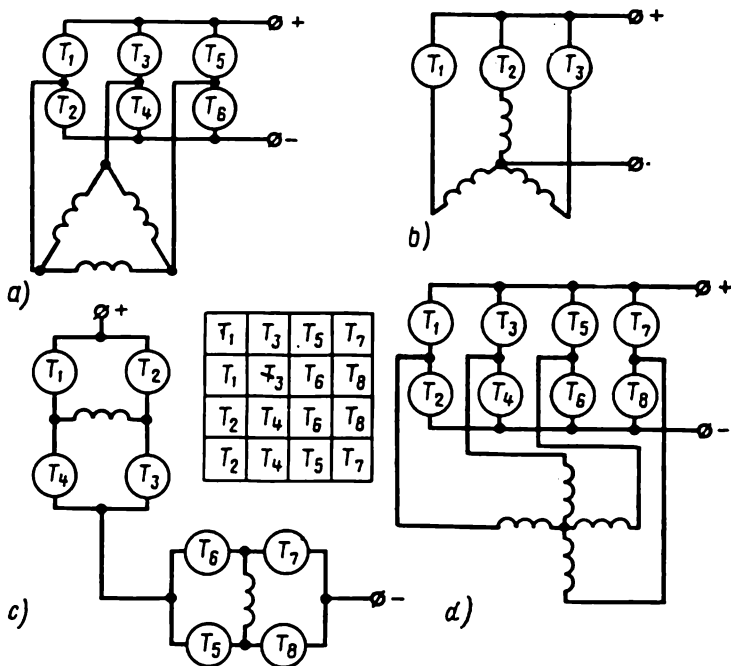 T₁ T₃ T₅ +
T₂ T₄ T₆ -
a)
T₁ T₂ T₃ +
b)
+
T₁ T₂
T₄ T₃
T₆ T₇
T₅ T₈ -
c)
T₁ T₃ T₅ T₇
T₁ T₃ T₆ T₈
T₂ T₄ T₆ T₈
T₂ T₄ T₅ T₇
T₁ T₃ T₅ T₇ +
T₂ T₄ T₆ T₈ -
d)